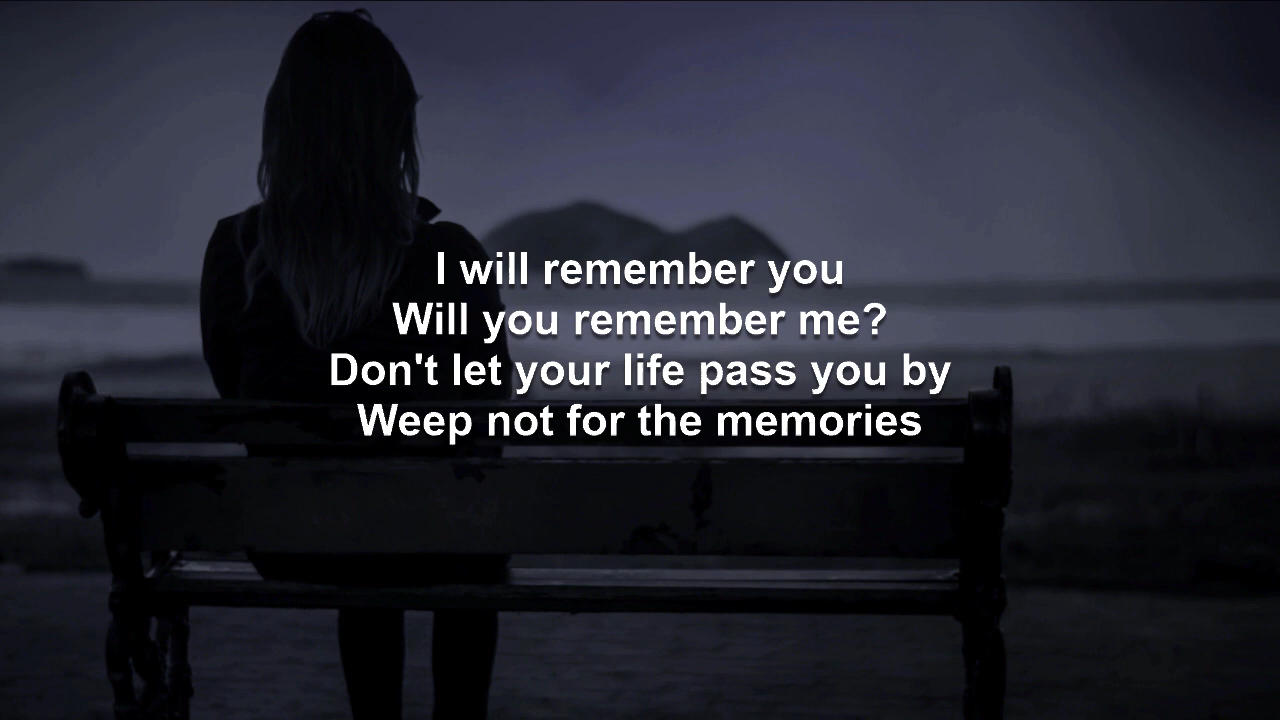 I will remember you
Will you remember me?
Don't let your life pass you by
Weep not for the memories